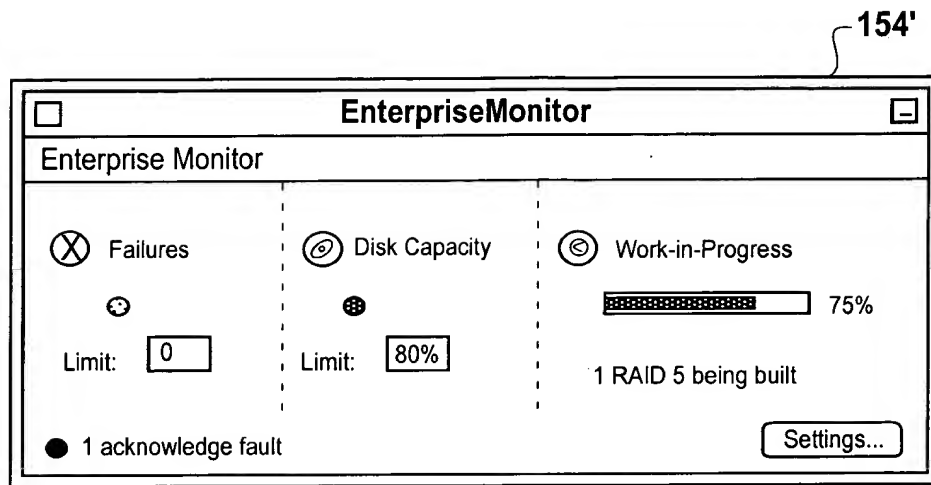 154'
EnterpriseMonitor
Enterprise Monitor
Failures
Limit: 0
Disk Capacity
Limit: 80%
Work-in-Progress
75%
1 RAID 5 being built
1 acknowledge fault
Settings...